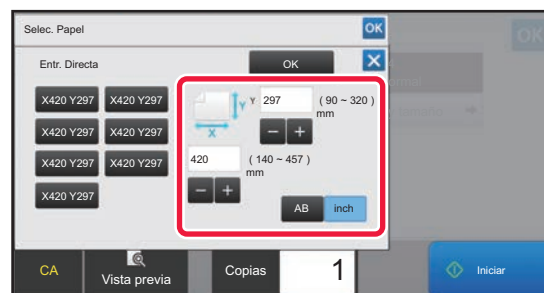 Selec. Papel
OK
OK
Entr. Directa
OK
X420 Y297
X420 Y297
X420 Y297
X420 Y297
X420 Y297
X420 Y297
X420 Y297
Y
X
Y
297
( 90 ~ 320 )
mm
420
( 140 ~ 457 )
mm
AB
inch
CA
Vista previa
Copias
1
Iniciar